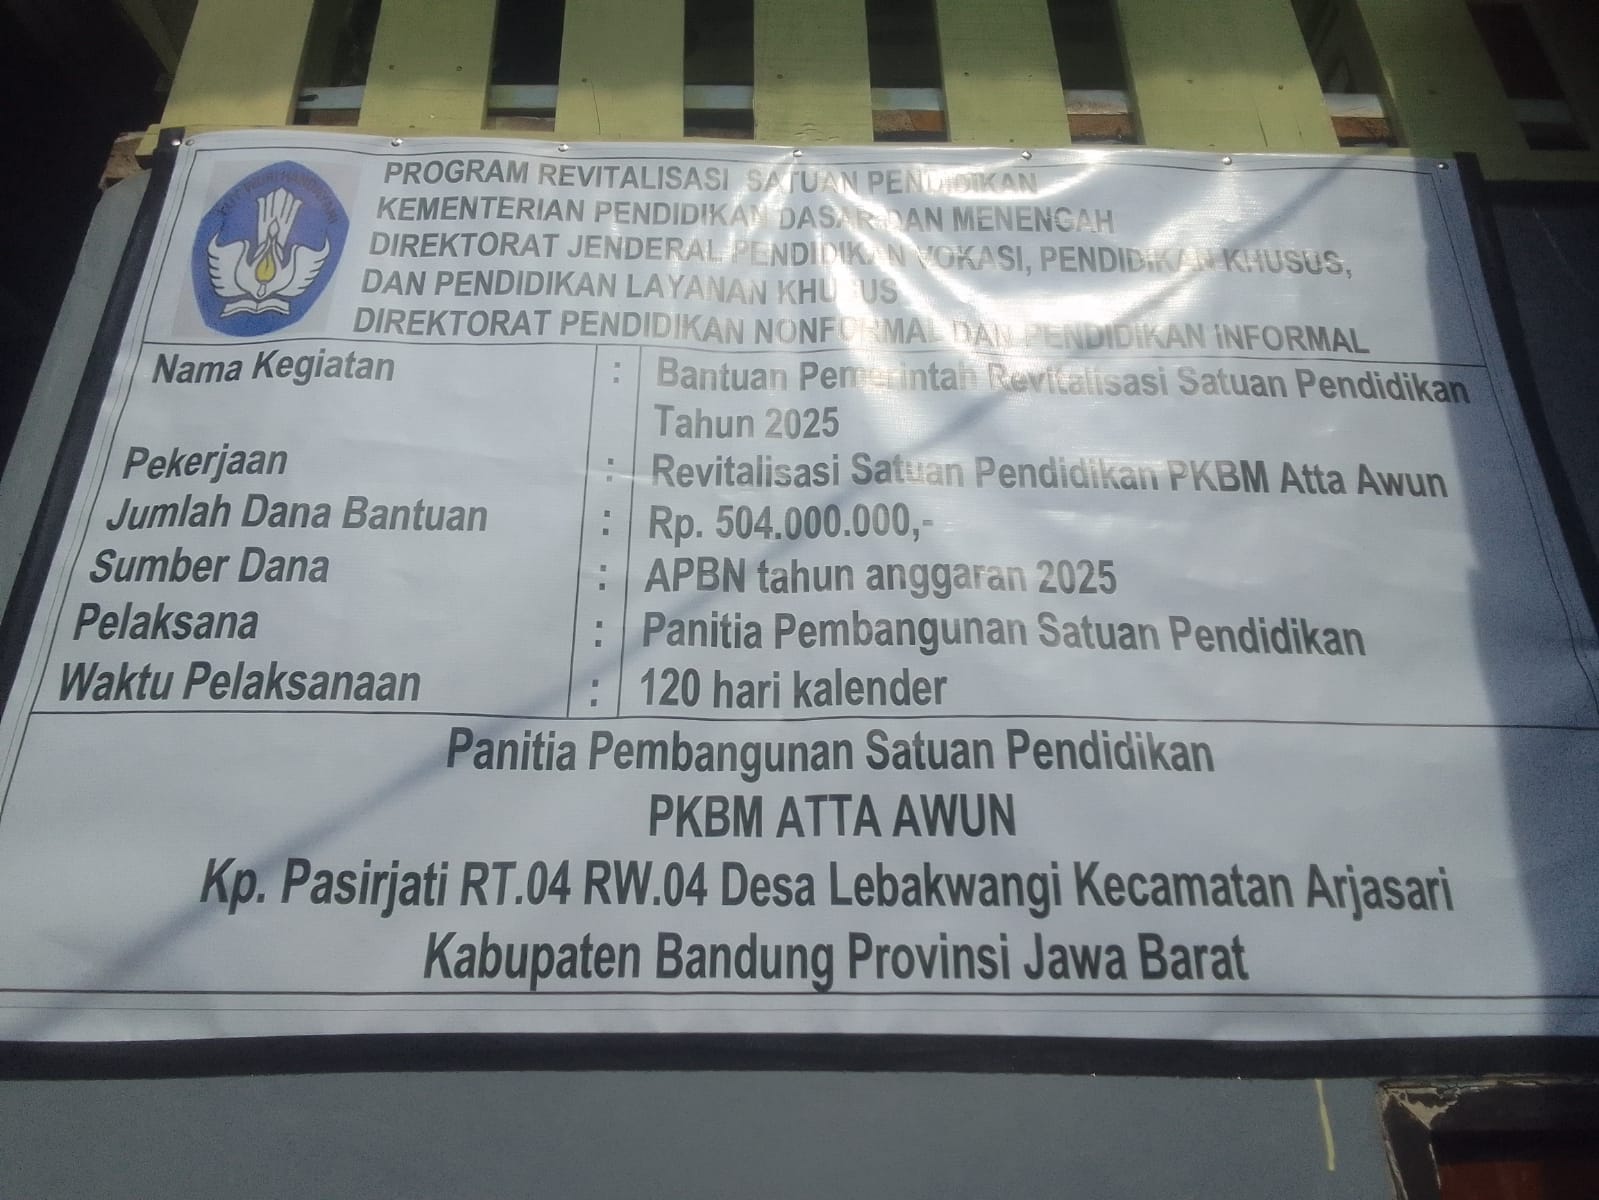 TUT WURI HANDAYANI
PROGRAM REVITALISASI SATUAN PENDIDIKAN
KEMENTERIAN PENDIDIKAN DASAR DAN MENENGAH
DIREKTORAT JENDERAL PENDIDIKAN VOKASI, PENDIDIKAN KHUSUS,
DAN PENDIDIKAN LAYANAN KHUSUS
DIREKTORAT PENDIDIKAN NONFORMAL DAN PENDIDIKAN INFORMAL
Nama Kegiatan : Bantuan Pemerintah Revitalisasi Satuan Pendidikan
Tahun 2025
Pekerjaan : Revitalisasi Satuan Pendidikan PKBM Atta Awun
Jumlah Dana Bantuan : Rp. 504.000.000,-
Sumber Dana : APBN tahun anggaran 2025
Pelaksana : Panitia Pembangunan Satuan Pendidikan
Waktu Pelaksanaan : 120 hari kalender
Panitia Pembangunan Satuan Pendidikan
PKBM ATTA AWUN
Kp. Pasirjati RT.04 RW.04 Desa Lebakwangi Kecamatan Arjasari
Kabupaten Bandung Provinsi Jawa Barat